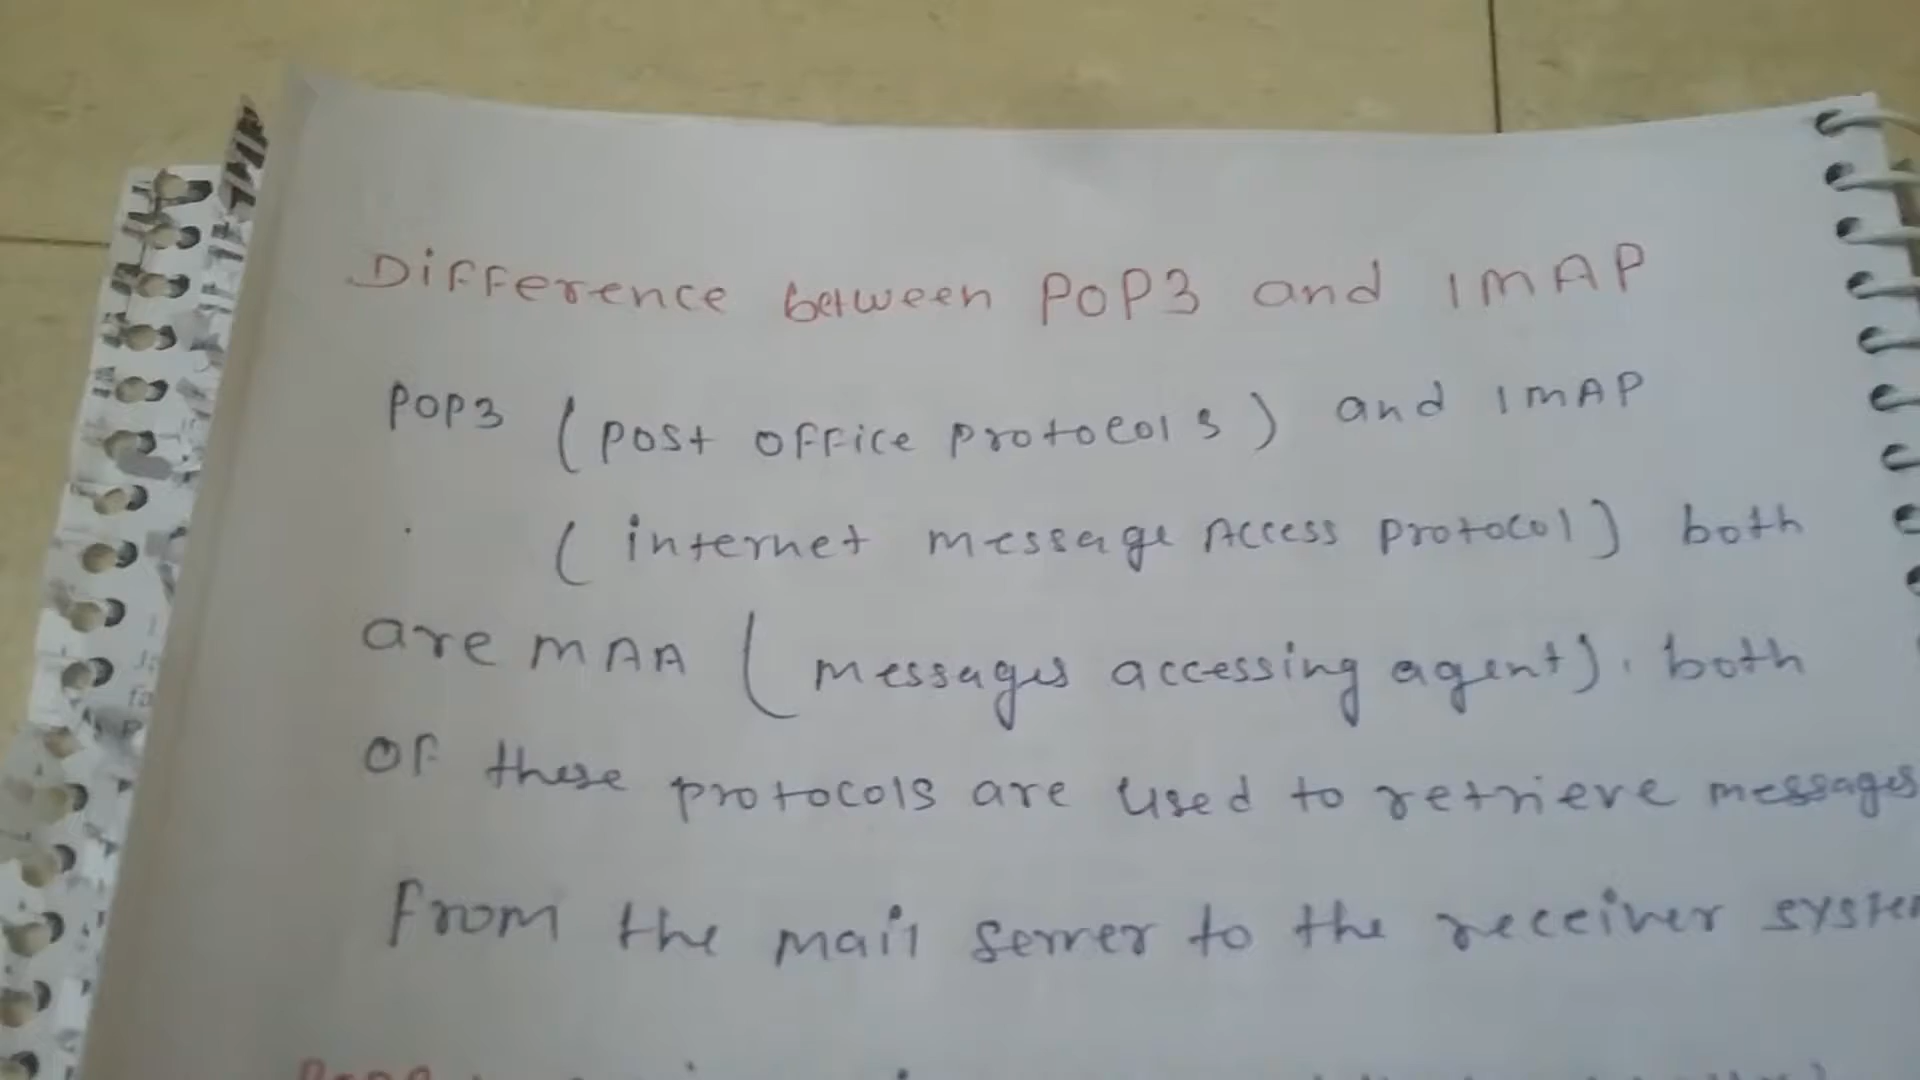 Difference between POP3 and IMAP
POP3 (post office protocol 3) and IMAP
(internet message Access protocol) both
are MAA (messages accessing agent). both
of these protocols are used to retrieve messages
From the mail server to the receiver system